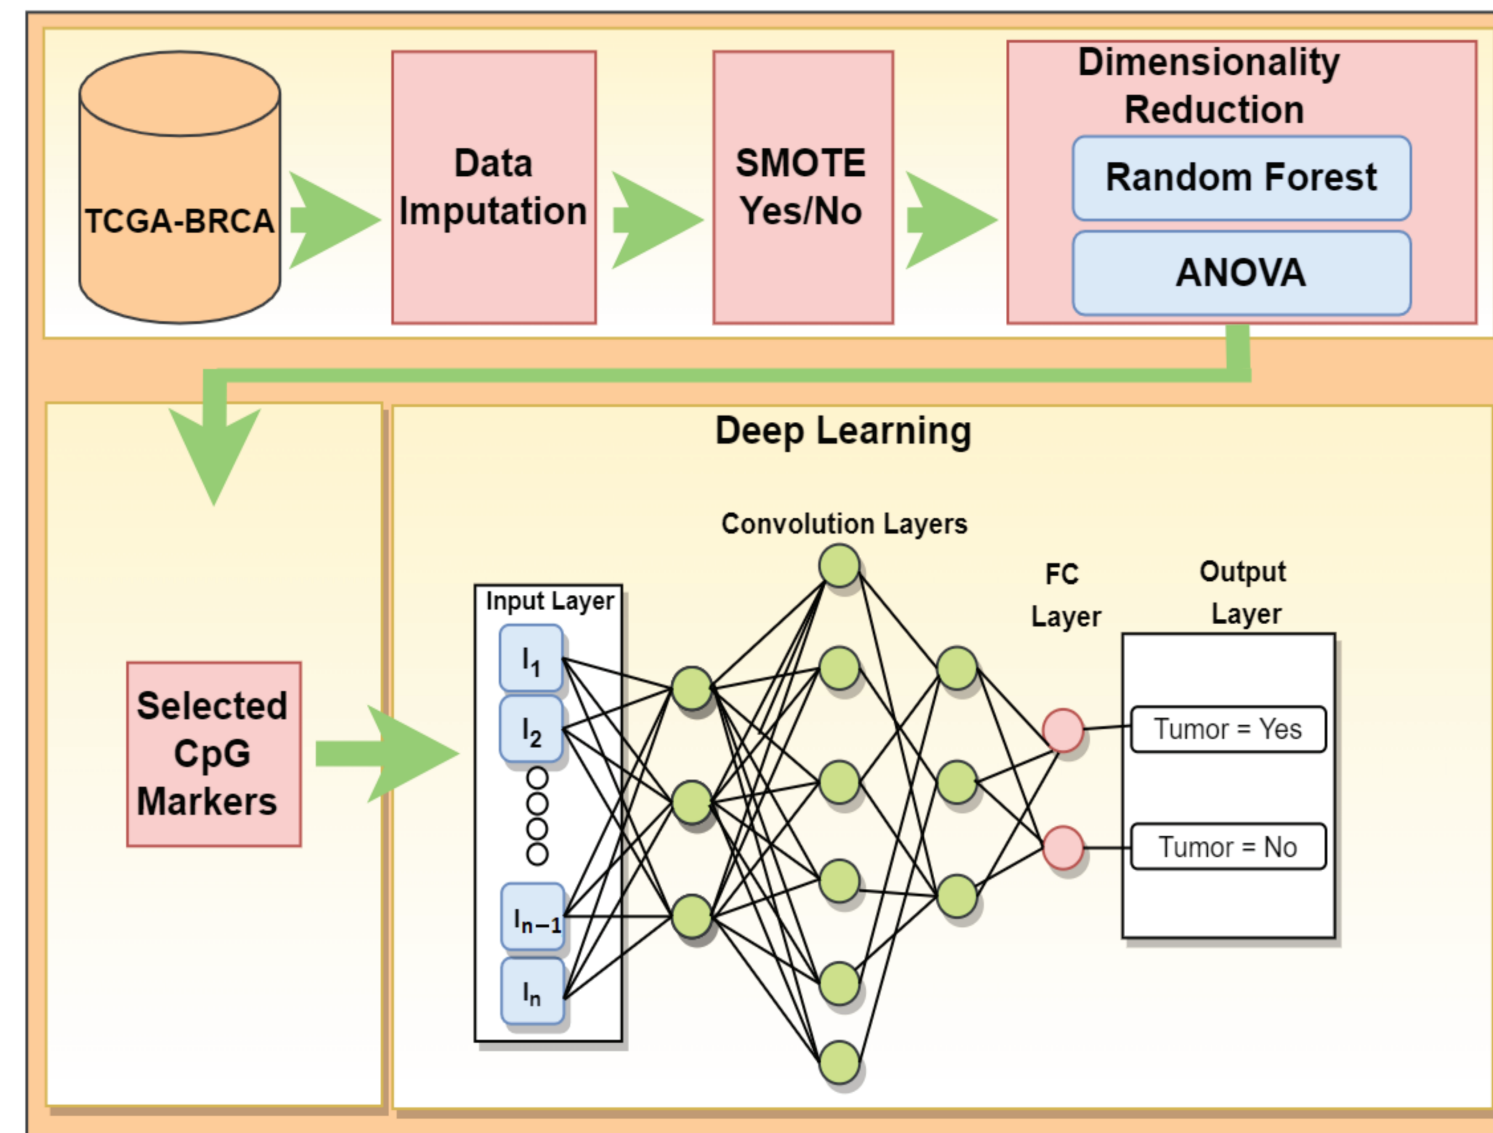 TCGA-BRCA
Data
Imputation
SMOTE
Yes/No
Dimensionality
Reduction
Random Forest
ANOVA
Selected
CpG
Markers
Deep Learning
Convolution Layers
Input Layer
I1
I2
In−1
In
FC
Layer
Output
Layer
Tumor = Yes
Tumor = No